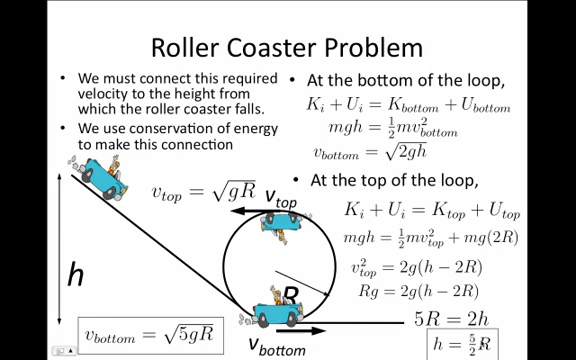 Roller Coaster Problem
• We must connect this required
velocity to the height from
which the roller coaster falls.
• We use conservation of energy
to make this connection
• At the bottom of the loop,
K_i + U_i = K_bottom + U_bottom
mgh = ½mv²_bottom
v_bottom = √(2gh)
• At the top of the loop,
K_i + U_i = K_top + U_top
mgh = ½mv²_top + mg(2R)
v²_top = 2g(h − 2R)
Rg = 2g(h − 2R)
5R = 2h
h = 5/2 R
v_top = √(gR)
v_top
h
R
v_bottom = √(5gR)
v_bottom